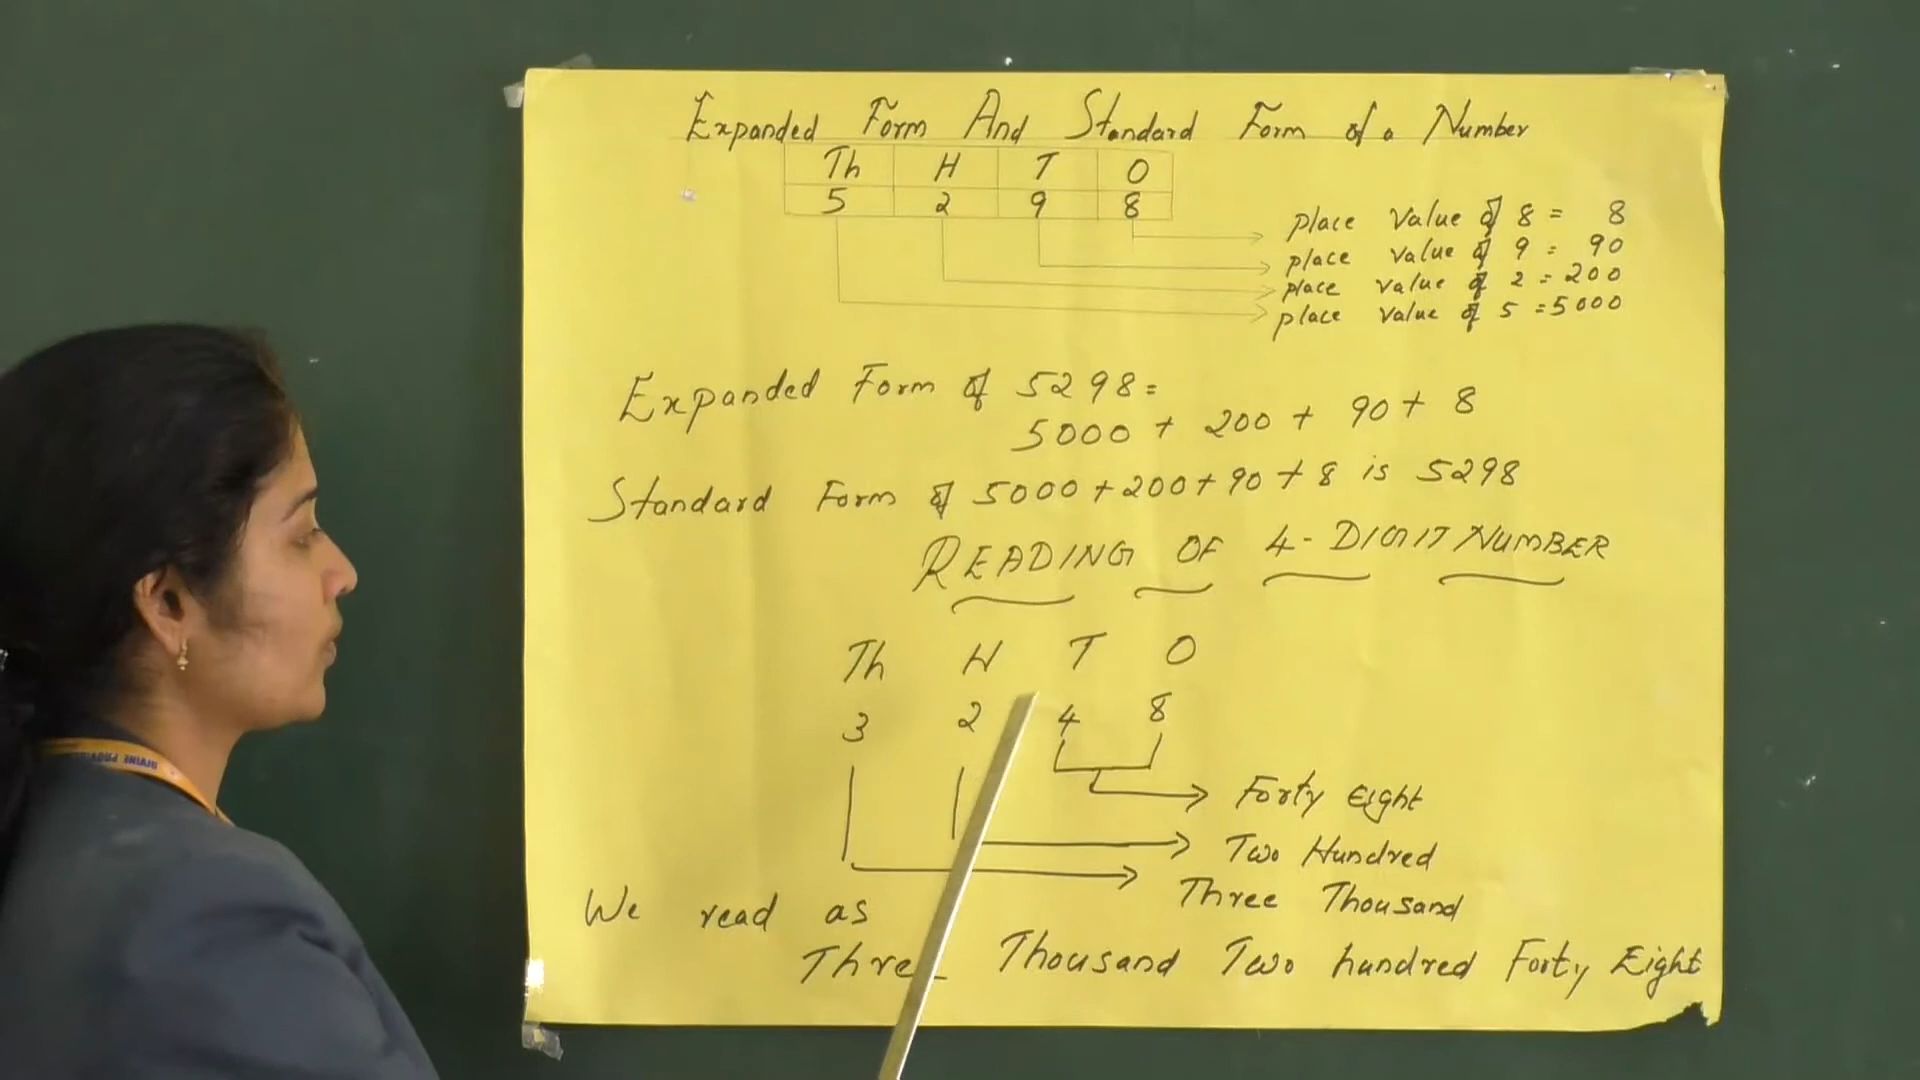 Expanded Form And Standard Form of a Number
Th H T O
5 2 9 8
place value of 8 = 8
place value of 9 = 90
place value of 2 = 200
place value of 5 = 5000
Expanded Form of 5298 =
5000 + 200 + 90 + 8
Standard Form of 5000 + 200 + 90 + 8 is 5298
READING OF 4-DIGIT NUMBER
Th H T O
3 2 4 8
Forty Eight
Two Hundred
Three Thousand
We read as
Three Thousand Two hundred Forty Eight
DIVINE